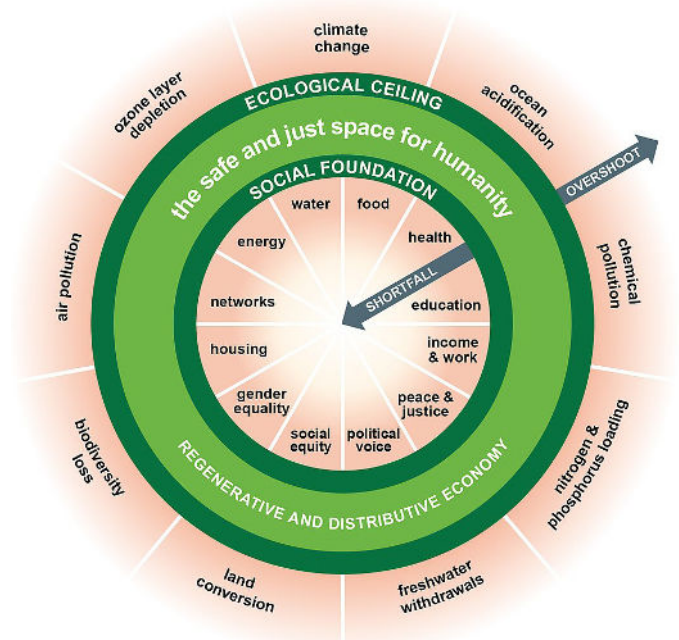 climate
change
ocean
acidification
chemical
pollution
nitrogen &
phosphorus loading
freshwater
withdrawals
land
conversion
biodiversity
loss
air pollution
ozone layer
depletion
OVERSHOOT
ECOLOGICAL CEILING
the safe and just space for humanity
SOCIAL FOUNDATION
water
food
health
SHORTFALL
education
income
& work
peace &
justice
political
voice
social
equity
gender
equality
housing
networks
energy
REGENERATIVE AND DISTRIBUTIVE ECONOMY